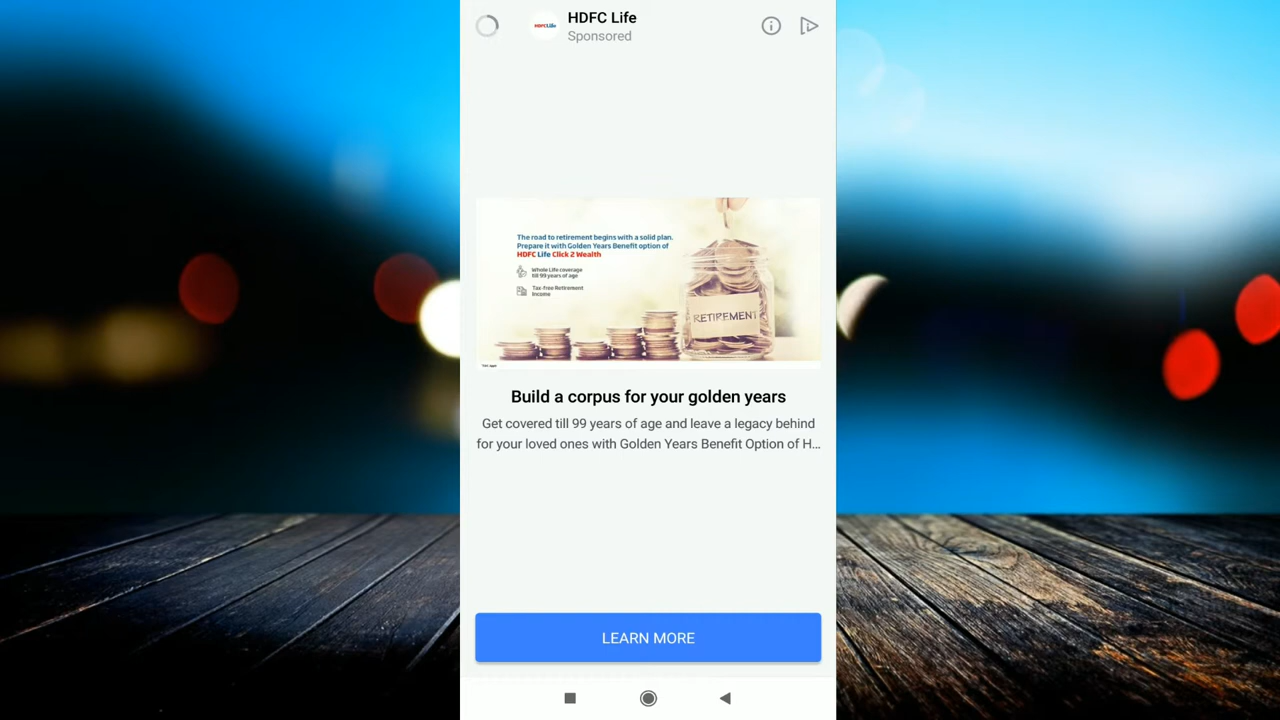 HDFC Life
HDFC Life
Sponsored
The road to retirement begins with a solid plan.
Prepare it with Golden Years Benefit option of
HDFC Life Click 2 Wealth
Whole Life coverage
till 99 years of age
Tax-free Retirement
Income
RETIREMENT
Build a corpus for your golden years
Get covered till 99 years of age and leave a legacy behind
for your loved ones with Golden Years Benefit Option of H...
LEARN MORE